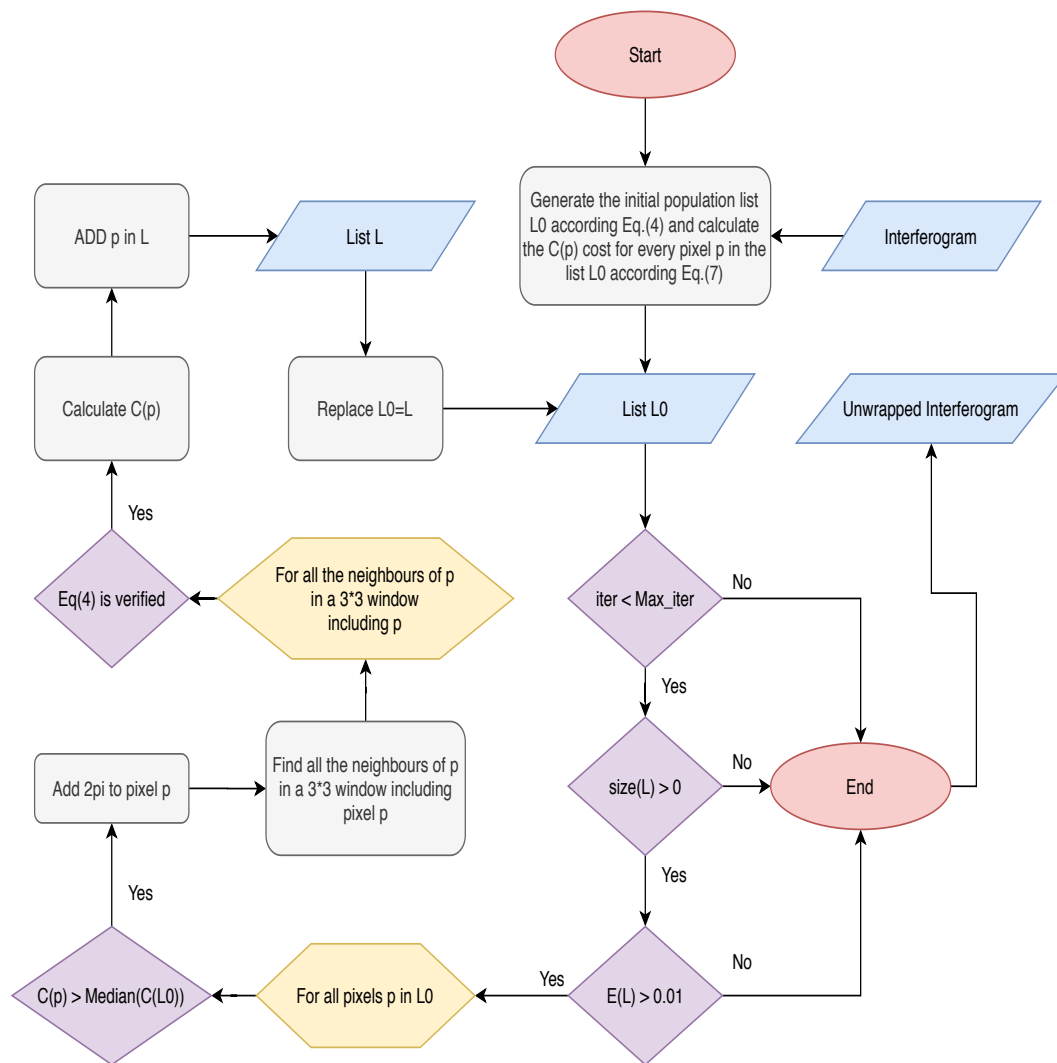 Start
Generate the initial population list
L0 according Eq.(4) and calculate
the C(p) cost for every pixel p in the
list L0 according Eq.(7)
Interferogram
ADD p in L
List L
Calculate C(p)
Replace L0=L
List L0
Unwrapped Interferogram
Yes
Eq(4) is verified
For all the neighbours of p
in a 3*3 window
including p
iter < Max_iter
No
Yes
Add 2pi to pixel p
Find all the neighbours of p
in a 3*3 window including
pixel p
size(L) > 0
No
End
Yes
Yes
C(p) > Median(C(L0))
For all pixels p in L0
Yes
E(L) > 0.01
No